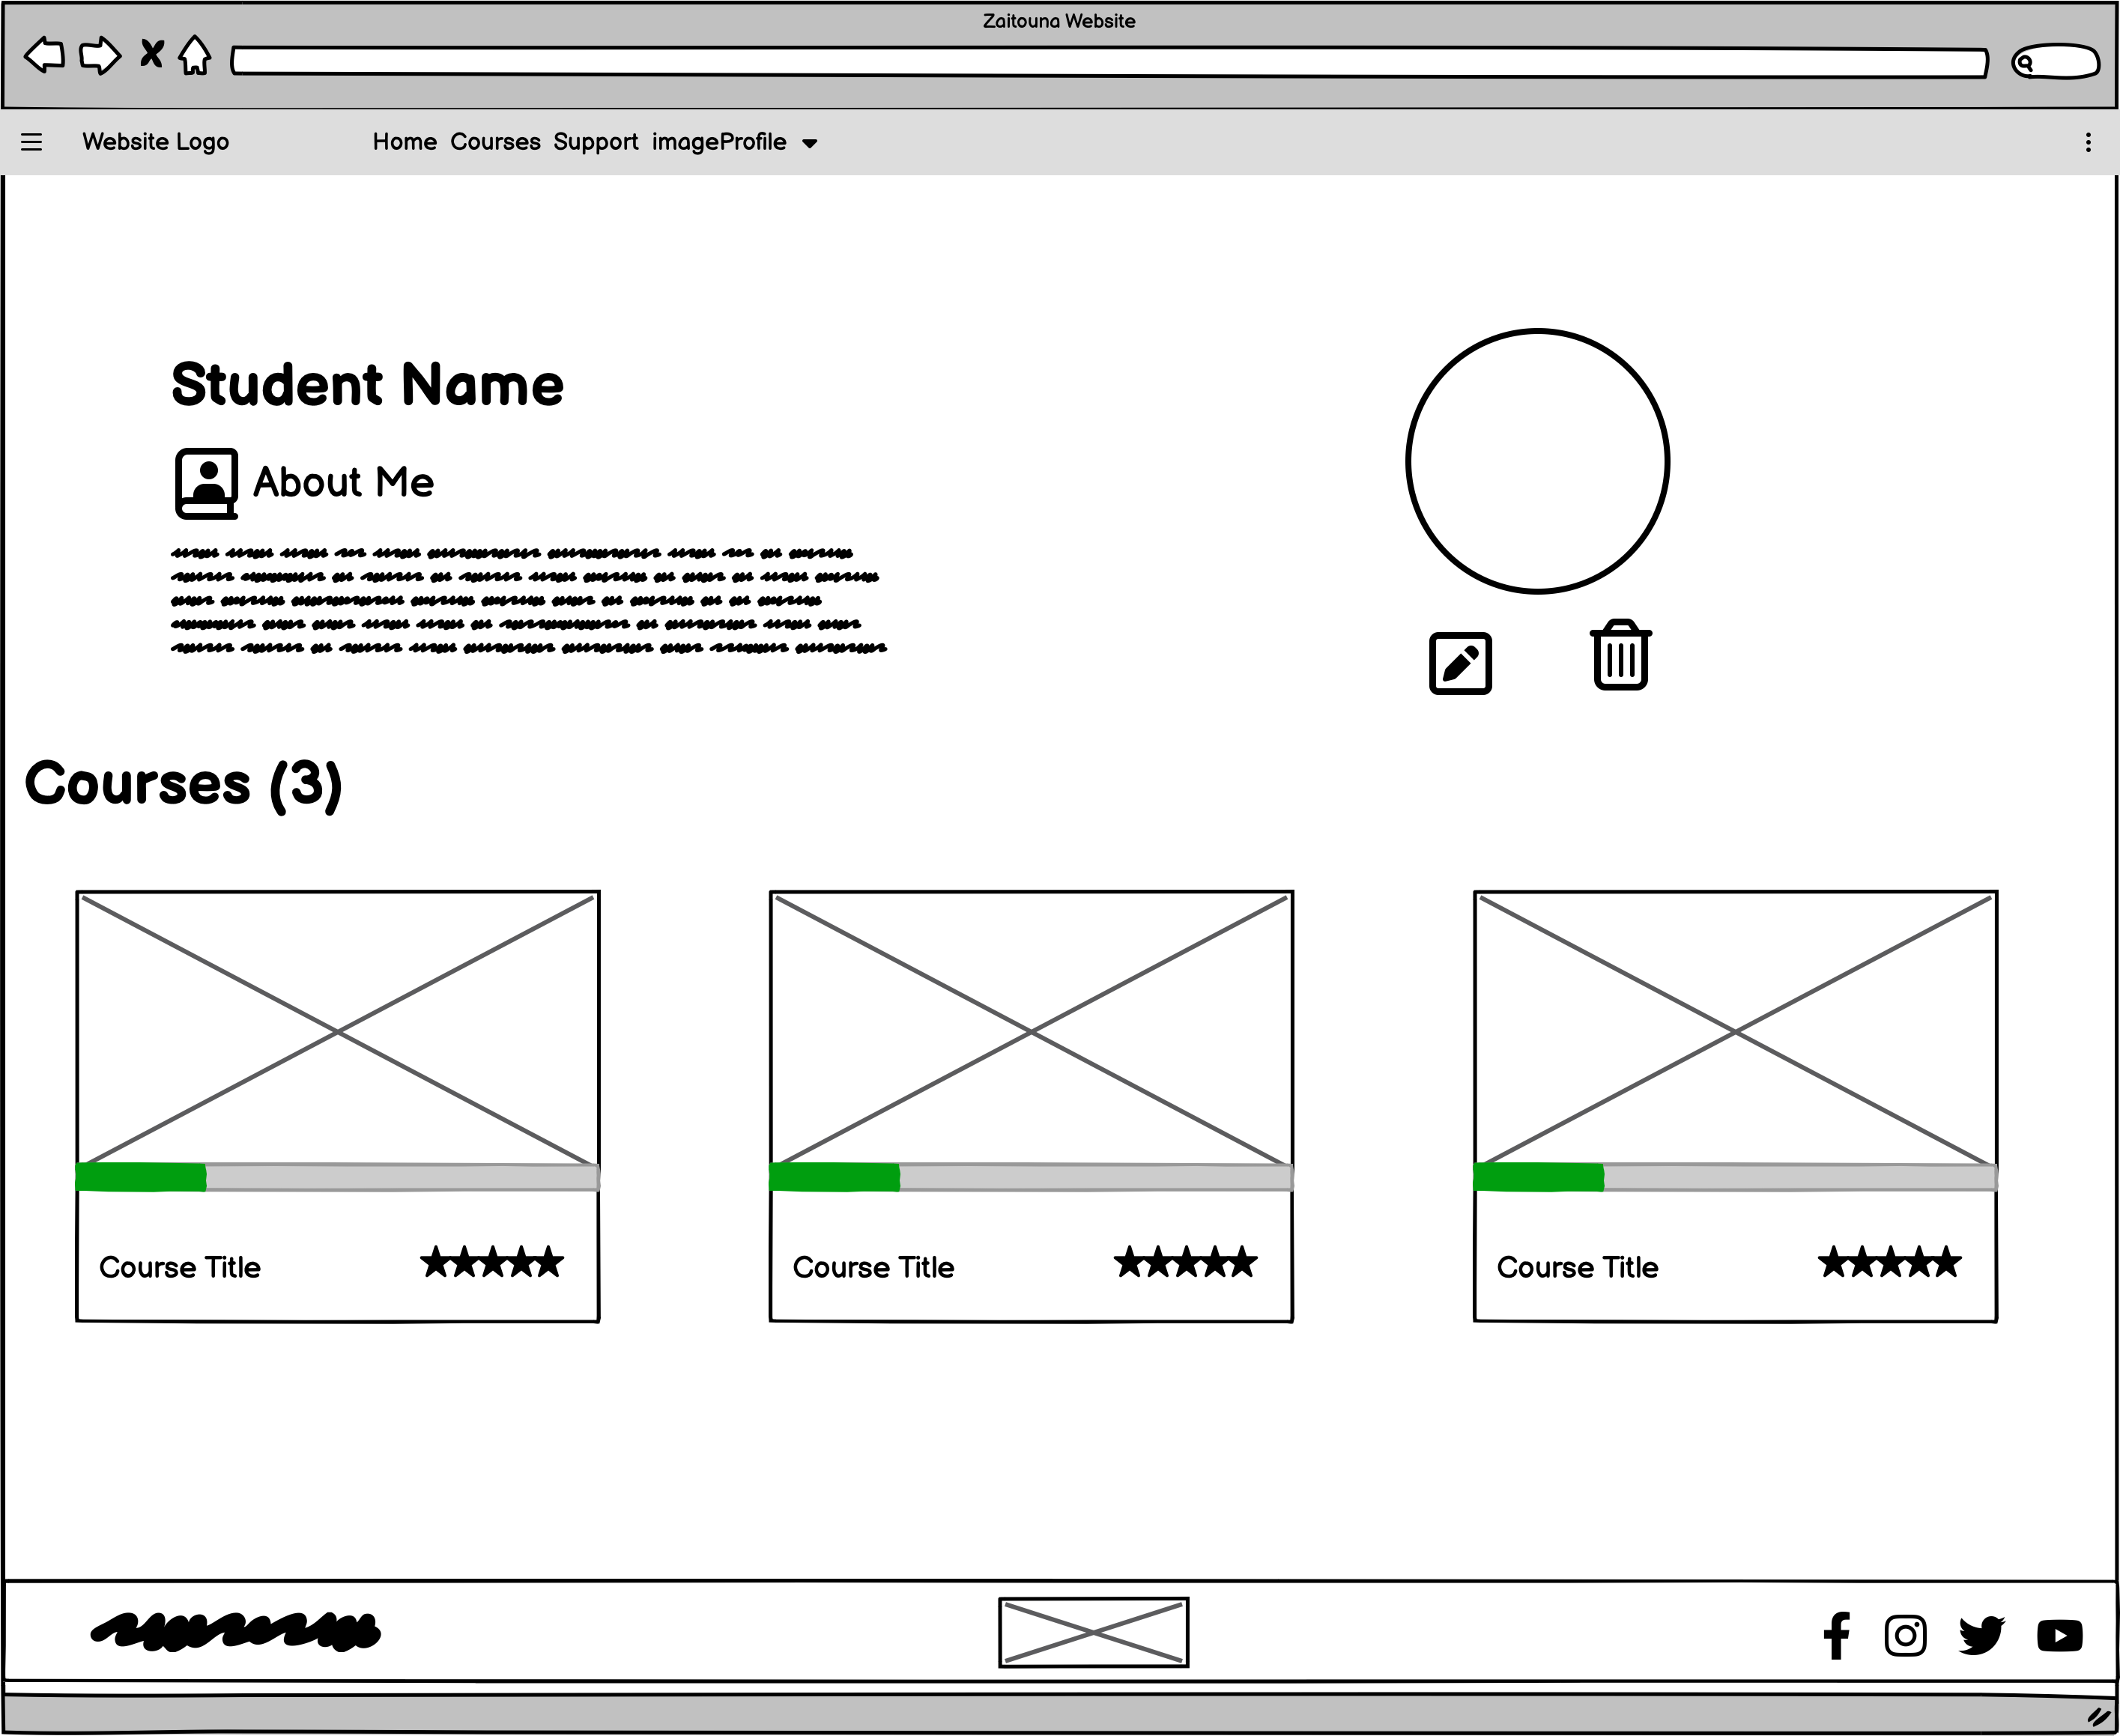 Zaitouna Website
Website Logo Home Courses Support imageProfile
Student Name
About Me
Courses (3)
Course Title Course Title Course Title